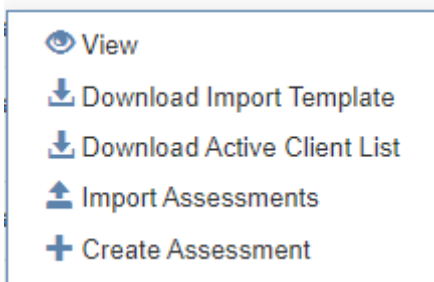 View
Download Import Template
Download Active Client List
Import Assessments
Create Assessment